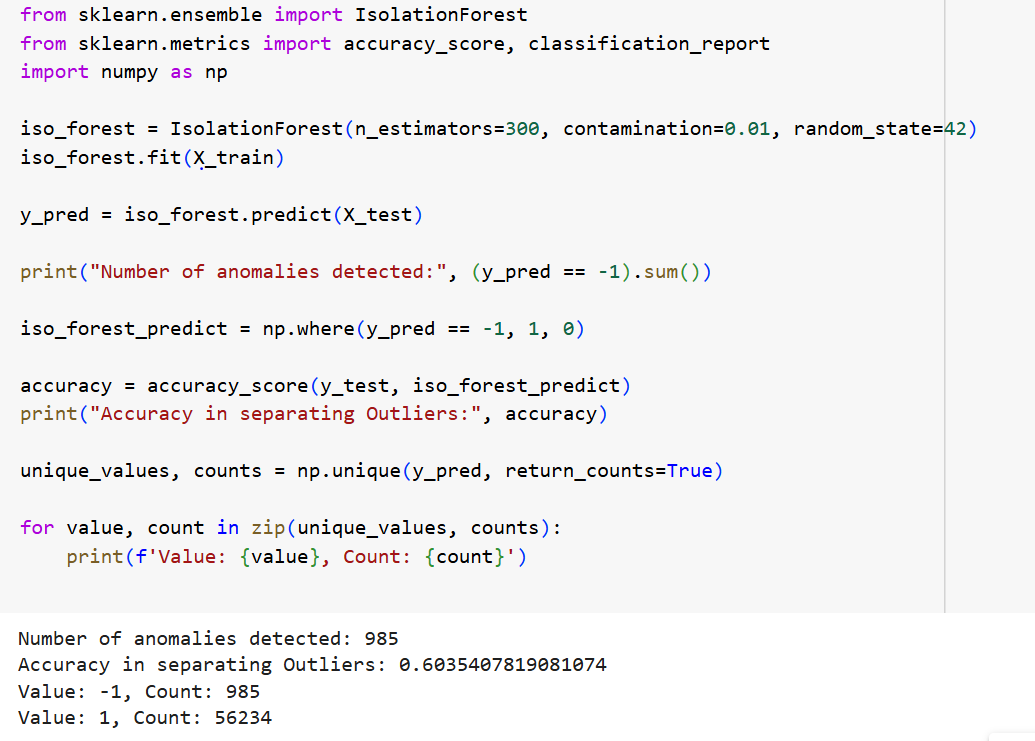 from sklearn.ensemble import IsolationForest
from sklearn.metrics import accuracy_score, classification_report
import numpy as np
iso_forest = IsolationForest(n_estimators=300, contamination=0.01, random_state=42)
iso_forest.fit(X_train)
y_pred = iso_forest.predict(X_test)
print("Number of anomalies detected:", (y_pred == -1).sum())
iso_forest_predict = np.where(y_pred == -1, 1, 0)
accuracy = accuracy_score(y_test, iso_forest_predict)
print("Accuracy in separating Outliers:", accuracy)
unique_values, counts = np.unique(y_pred, return_counts=True)
for value, count in zip(unique_values, counts):
    print(f'Value: {value}, Count: {count}')
Number of anomalies detected: 985
Accuracy in separating Outliers: 0.6035407819081074
Value: -1, Count: 985
Value: 1, Count: 56234